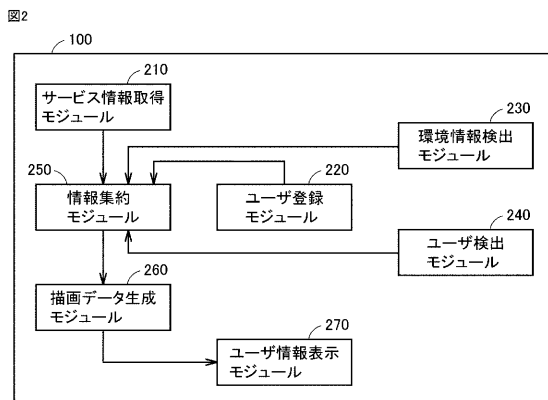 図2
100
210
サービス情報取得
モジュール
230
環境情報検出
モジュール
250
情報集約
モジュール
220
ユーザ登録
モジュール
240
ユーザ検出
モジュール
260
描画データ生成
モジュール
270
ユーザ情報表示
モジュール